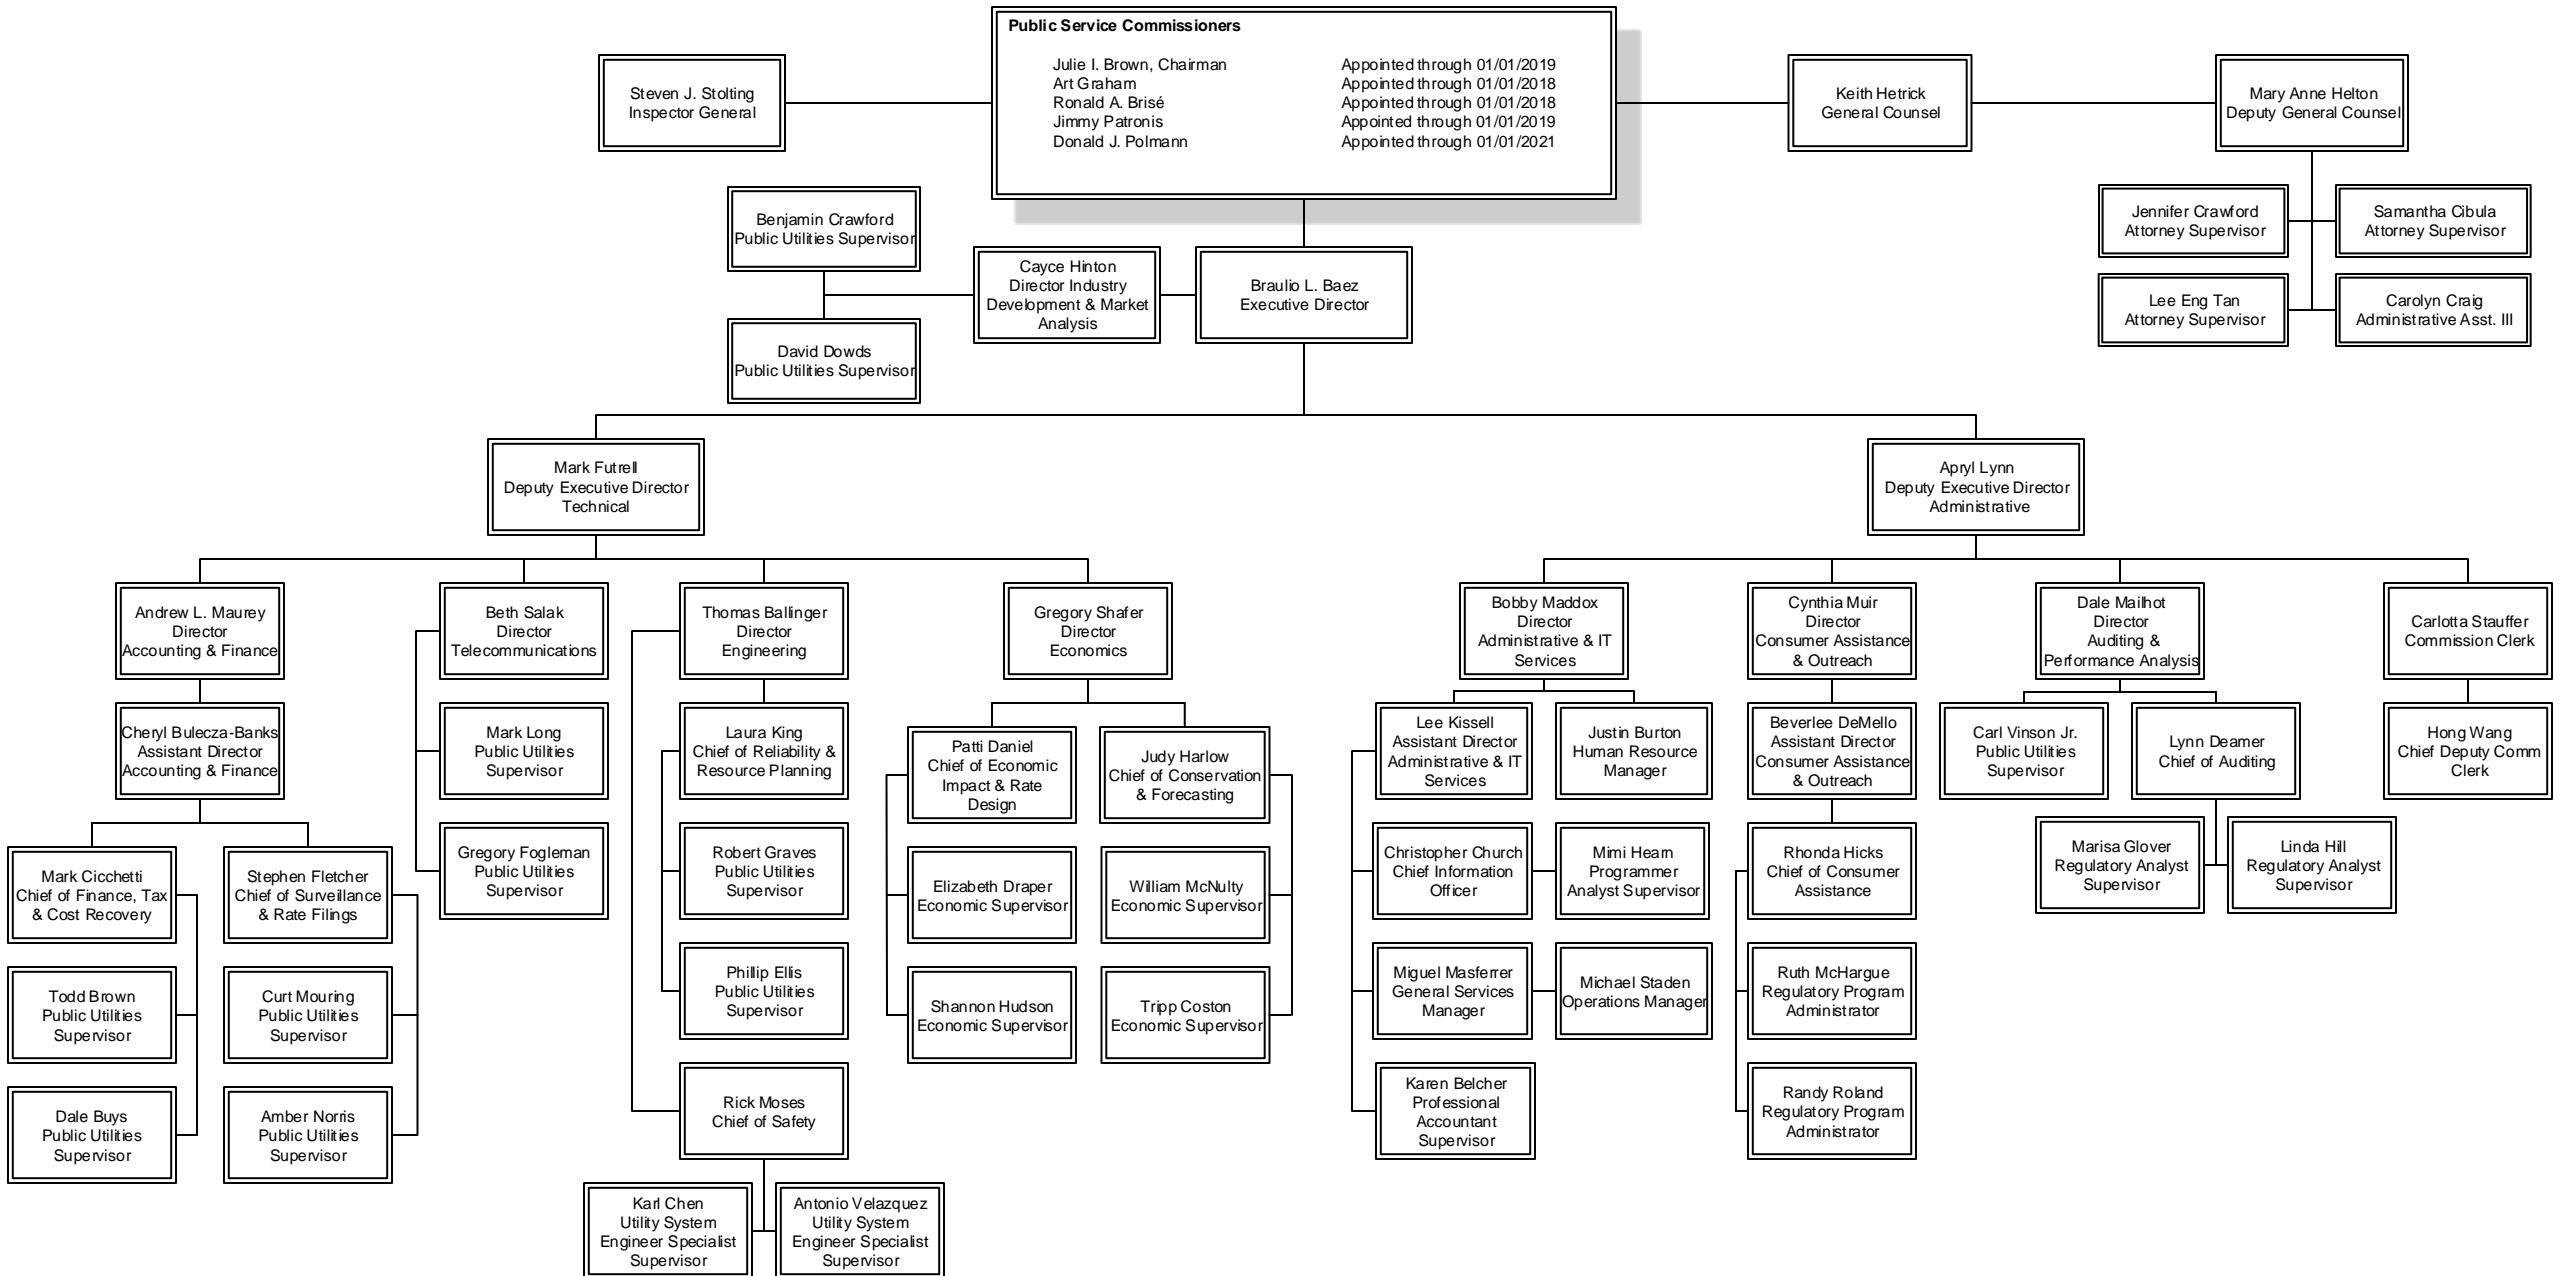 Public Service Commissioners
Julie I. Brown, Chairman Appointed through 01/01/2019
Art Graham Appointed through 01/01/2018
Ronald A. Brisé Appointed through 01/01/2018
Jimmy Patronis Appointed through 01/01/2019
Donald J. Polmann Appointed through 01/01/2021
Steven J. Stolting
Inspector General
Keith Hetrick
General Counsel
Mary Anne Helton
Deputy General Counsel
Jennifer Crawford
Attorney Supervisor
Samantha Cibula
Attorney Supervisor
Lee Eng Tan
Attorney Supervisor
Carolyn Craig
Administrative Asst. III
Benjamin Crawford
Public Utilities Supervisor
Cayce Hinton
Director Industry
Development & Market
Analysis
Braulio L. Baez
Executive Director
David Dowds
Public Utilities Supervisor
Mark Futrell
Deputy Executive Director
Technical
Apryl Lynn
Deputy Executive Director
Administrative
Andrew L. Maurey
Director
Accounting & Finance
Beth Salak
Director
Telecommunications
Thomas Ballinger
Director
Engineering
Gregory Shafer
Director
Economics
Bobby Maddox
Director
Administrative & IT
Services
Cynthia Muir
Director
Consumer Assistance
& Outreach
Dale Mailhot
Director
Auditing &
Performance Analysis
Carlotta Stauffer
Commission Clerk
Cheryl Bulecza-Banks
Assistant Director
Accounting & Finance
Mark Long
Public Utilities
Supervisor
Laura King
Chief of Reliability &
Resource Planning
Patti Daniel
Chief of Economic
Impact & Rate
Design
Judy Harlow
Chief of Conservation
& Forecasting
Lee Kissell
Assistant Director
Administrative & IT
Services
Justin Burton
Human Resource
Manager
Beverlee DeMello
Assistant Director
Consumer Assistance
& Outreach
Carl Vinson Jr.
Public Utilities
Supervisor
Lynn Deamer
Chief of Auditing
Hong Wang
Chief Deputy Comm
Clerk
Mark Cicchetti
Chief of Finance, Tax
& Cost Recovery
Stephen Fletcher
Chief of Surveillance
& Rate Filings
Gregory Fogleman
Public Utilities
Supervisor
Robert Graves
Public Utilities
Supervisor
Elizabeth Draper
Economic Supervisor
William McNulty
Economic Supervisor
Christopher Church
Chief Information
Officer
Mimi Hearn
Programmer
Analyst Supervisor
Rhonda Hicks
Chief of Consumer
Assistance
Marisa Glover
Regulatory Analyst
Supervisor
Linda Hill
Regulatory Analyst
Supervisor
Todd Brown
Public Utilities
Supervisor
Curt Mouring
Public Utilities
Supervisor
Phillip Ellis
Public Utilities
Supervisor
Shannon Hudson
Economic Supervisor
Tripp Coston
Economic Supervisor
Miguel Masferrer
General Services
Manager
Michael Staden
Operations Manager
Ruth McHargue
Regulatory Program
Administrator
Dale Buys
Public Utilities
Supervisor
Amber Norris
Public Utilities
Supervisor
Rick Moses
Chief of Safety
Karen Belcher
Professional
Accountant
Supervisor
Randy Roland
Regulatory Program
Administrator
Karl Chen
Utility System
Engineer Specialist
Supervisor
Antonio Velazquez
Utility System
Engineer Specialist
Supervisor